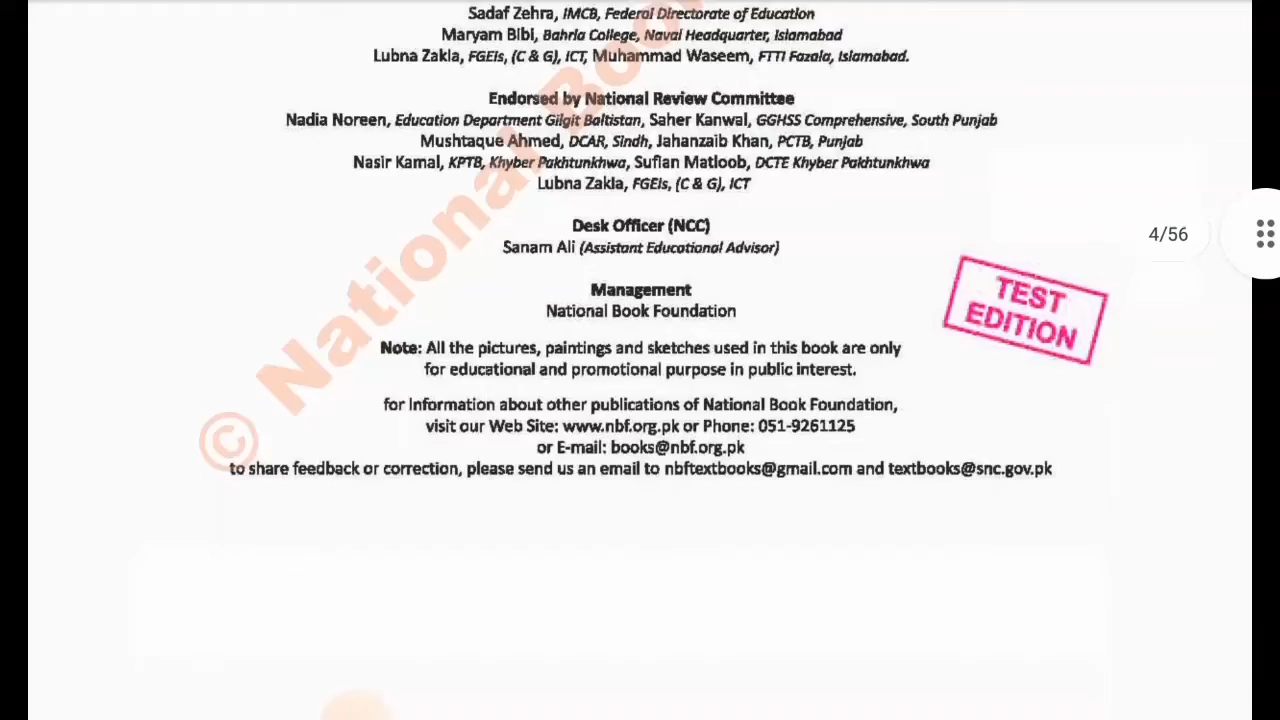 Sadaf Zehra, IMCB, Federal Directorate of Education
Maryam Bibi, Bahria College, Naval Headquarter, Islamabad
Lubna Zakia, FGEIs, (C & G), ICT, Muhammad Waseem, FTTI Fazaia, Islamabad.
Endorsed by National Review Committee
Nadia Noreen, Education Department Gilgit Baltistan, Saher Kanwal, GGHSS Comprehensive, South Punjab
Mushtaque Ahmed, DCAR, Sindh, Jahanzaib Khan, PCTB, Punjab
Nasir Kamal, KPTB, Khyber Pakhtunkhwa, Sufian Matloob, DCTE Khyber Pakhtunkhwa
Lubna Zakia, FGEIs, (C & G), ICT
Desk Officer (NCC)
Sanam Ali (Assistant Educational Advisor)
4/56
Management
National Book Foundation
TEST
EDITION
Note: All the pictures, paintings and sketches used in this book are only
for educational and promotional purpose in public interest.
for Information about other publications of National Book Foundation,
visit our Web Site: www.nbf.org.pk or Phone: 051-9261125
or E-mail: books@nbf.org.pk
to share feedback or correction, please send us an email to nbftextbooks@gmail.com and textbooks@snc.gov.pk
© National Boo